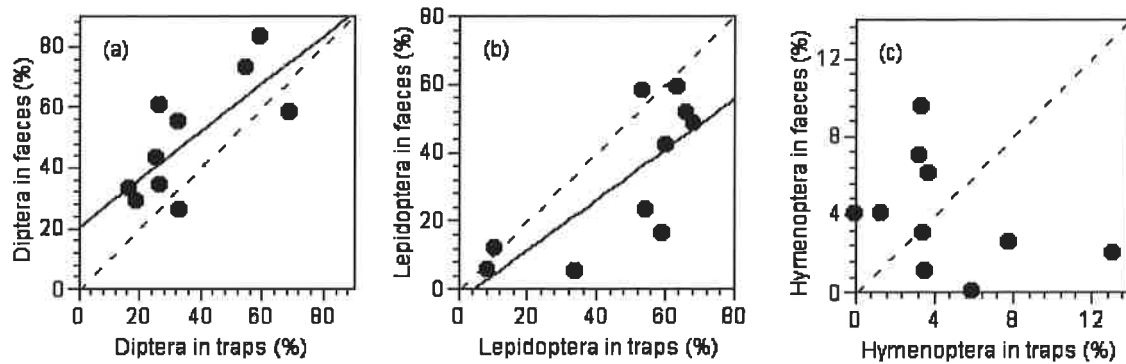 (a)
Diptera in faeces (%)
80
60
40
20
0
0 20 40 60 80
Diptera in traps (%)
(b)
Lepidoptera in faeces (%)
80
60
40
20
0
0 20 40 60 80
Lepidoptera in traps (%)
(c)
Hymenoptera in faeces (%)
12
8
4
0
0 4 8 12
Hymenoptera in traps (%)